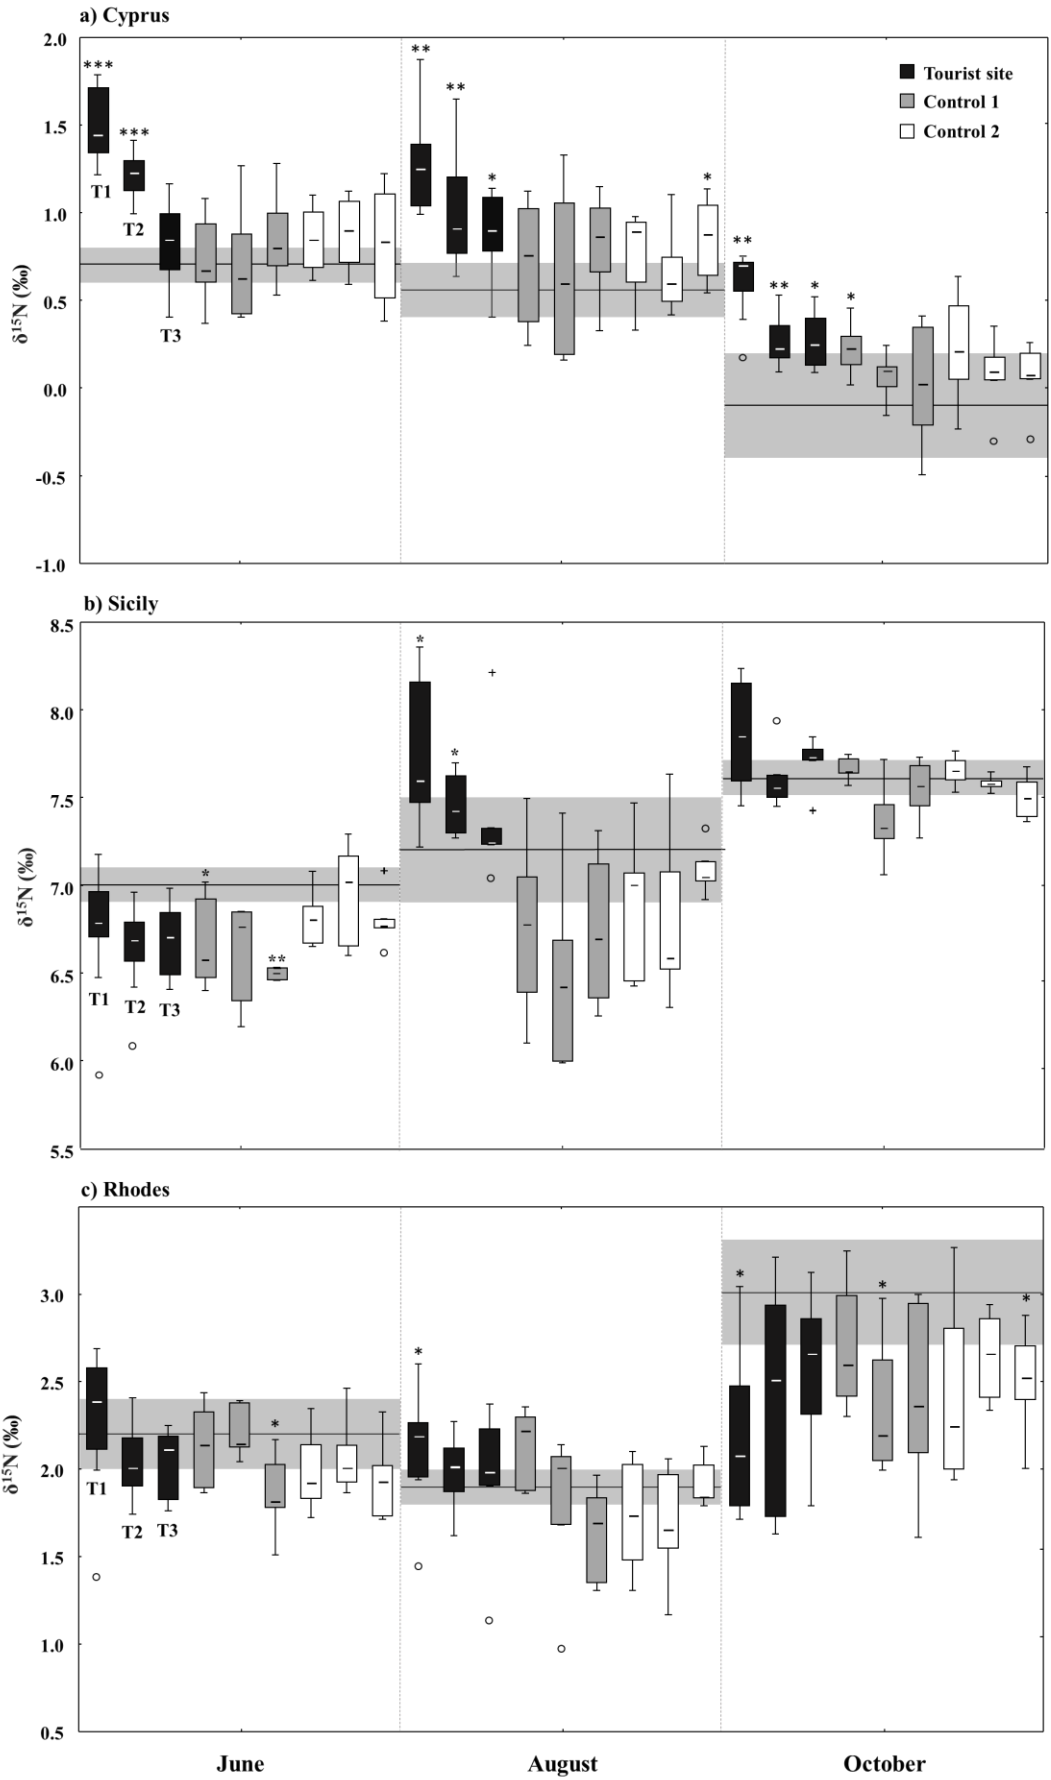 a) Cyprus
2.0
1.5
1.0
0.5
0.0
-0.5
-1.0
δ15N (‰)
*** *** ** ** * * ** ** * *
T1
T2
T3
Tourist site
Control 1
Control 2
b) Sicily
8.5
8.0
7.5
7.0
6.5
6.0
5.5
δ15N (‰)
* ** * *
T1 T2 T3
c) Rhodes
3.0
2.5
2.0
1.5
1.0
0.5
δ15N (‰)
* * * * *
T1
T2 T3
June August October